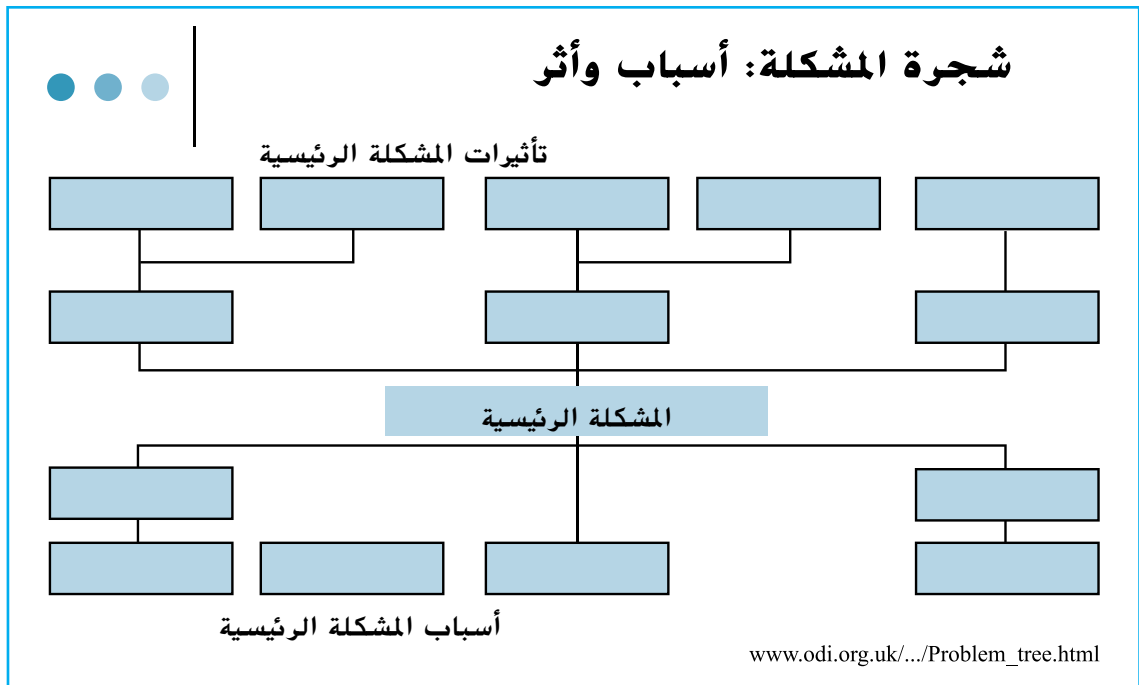 شجرة المشكلة: أسباب وأثر
تأثيرات المشكلة الرئيسية
المشكلة الرئيسية
أسباب المشكلة الرئيسية
www.odi.org.uk/.../Problem_tree.html